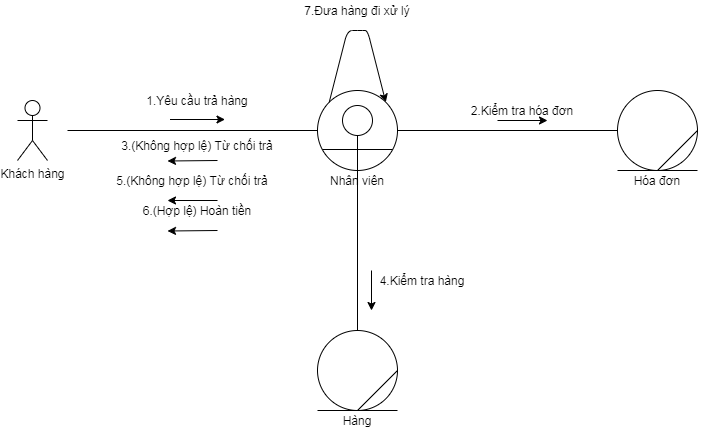 7.Đưa hàng đi xử lý
1.Yêu cầu trả hàng
2.Kiểm tra hóa đơn
3.(Không hợp lệ) Từ chối trả
Khách hàng
5.(Không hợp lệ) Từ chối trả
Nhân viên
Hóa đơn
6.(Hợp lệ) Hoàn tiền
4.Kiểm tra hàng
Hàng